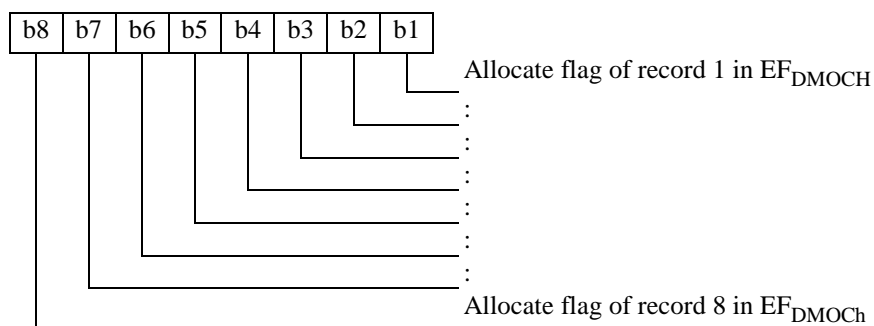 b8 b7 b6 b5 b4 b3 b2 b1
Allocate flag of record 1 in EFDMOCH
:
:
:
:
:
:
Allocate flag of record 8 in EFDMOCh